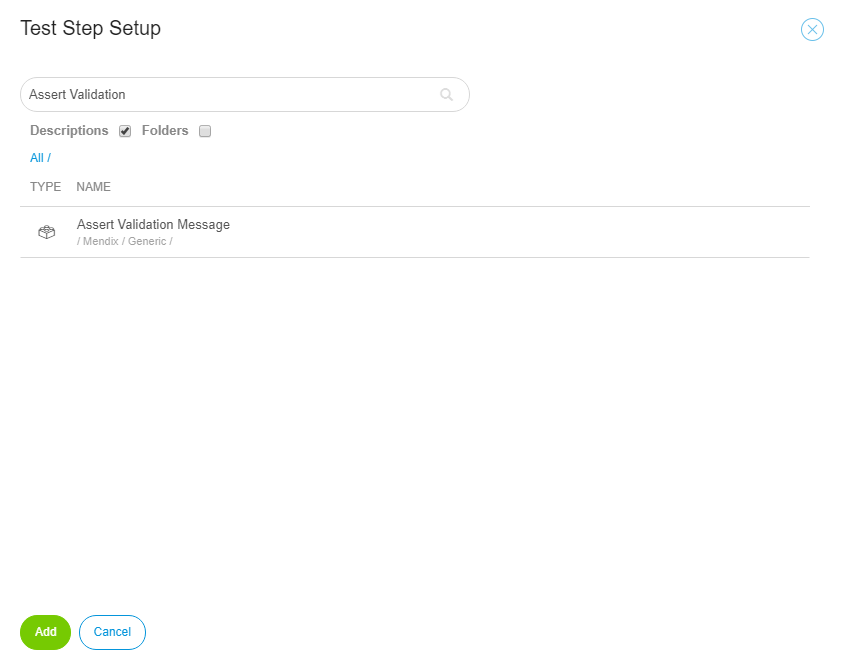 Test Step Setup
Assert Validation
Descriptions Folders
All /
TYPE NAME
Assert Validation Message
/ Mendix / Generic /
Add Cancel